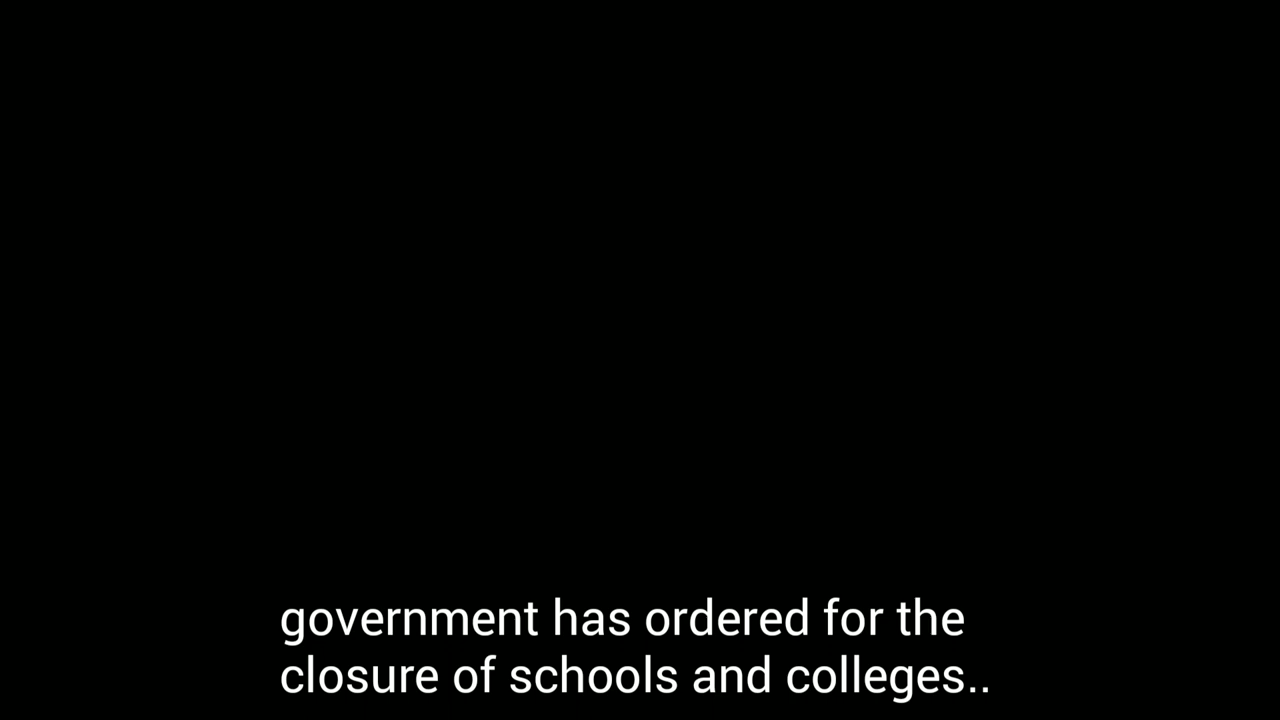 government has ordered for the
closure of schools and colleges..